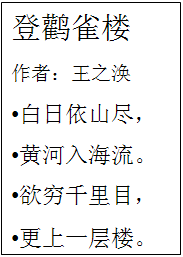 登鹳雀楼
作者：王之涣
•白日依山尽，
•黄河入海流。
•欲穷千里目，
•更上一层楼。